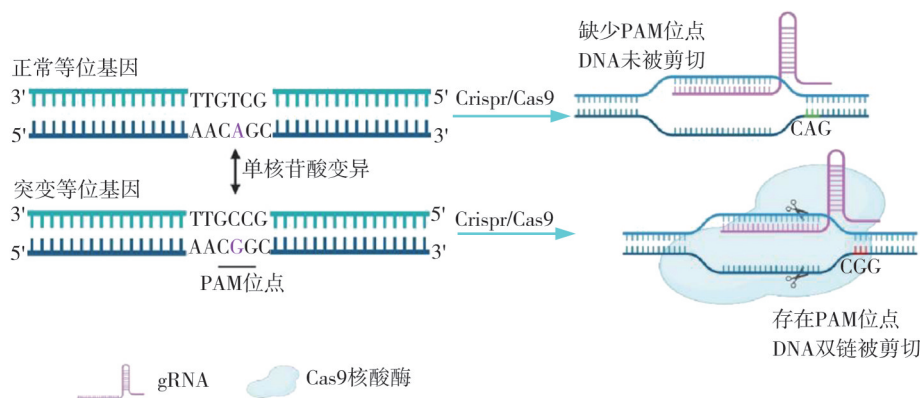 缺少PAM位点
DNA未被剪切
正常等位基因
3' TTGTCG 5'
Crispr/Cas9
5' AACAGC 3'
CAG
单核苷酸变异
突变等位基因
3' TTGCCG 5'
Crispr/Cas9
5' AACGGC 3'
CGG
PAM位点
存在PAM位点
DNA双链被剪切
gRNA
Cas9核酸酶